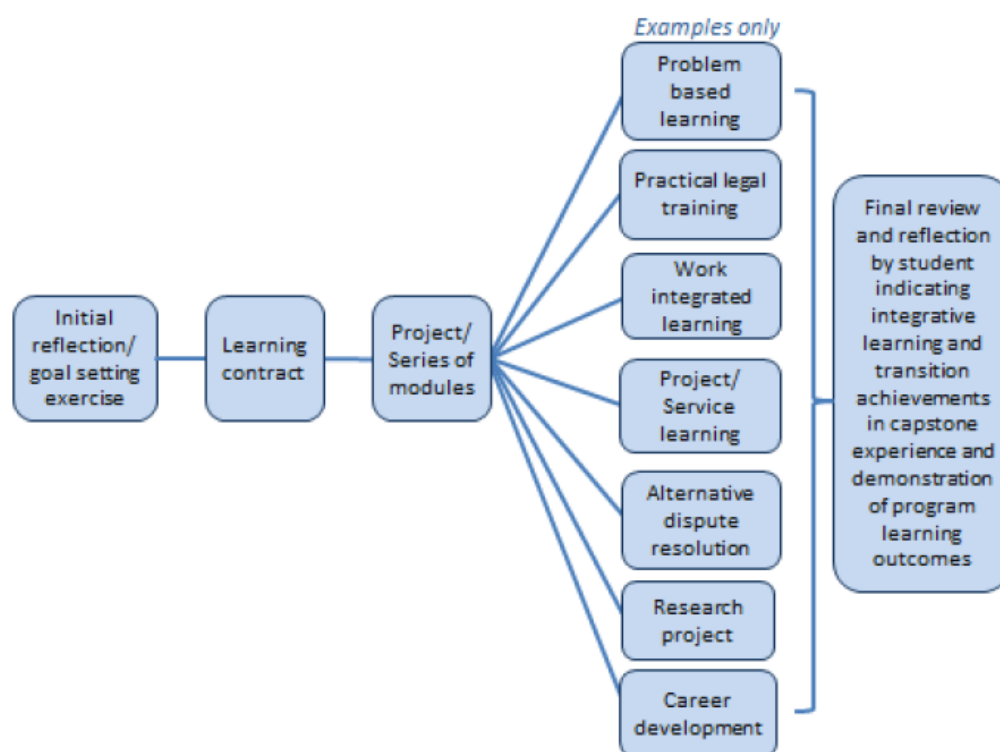 Examples only
Initial
reflection/
goal setting
exercise
Learning
contract
Project/
Series of
modules
Problem
based
learning
Practical legal
training
Work
integrated
learning
Project/
Service
learning
Alternative
dispute
resolution
Research
project
Career
development
Final review
and reflection
by student
indicating
integrative
learning and
transition
achievements
in capstone
experience and
demonstration
of program
learning
outcomes